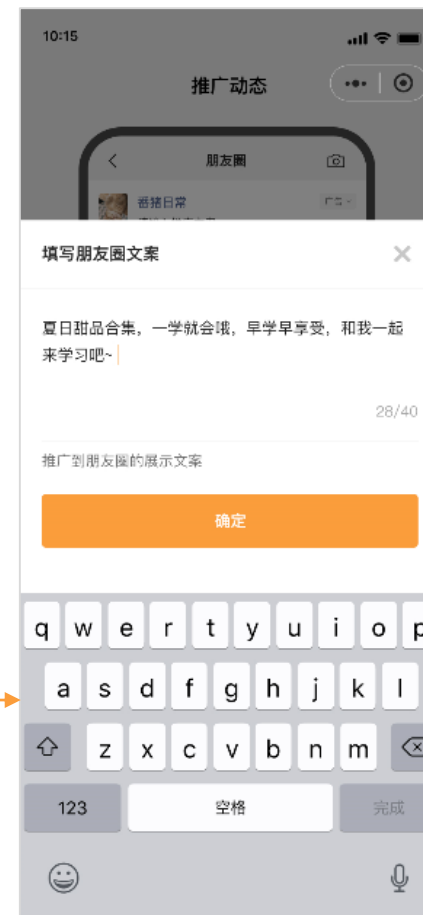 10:15
推广动态
朋友圈
番猪日常
广告
填写朋友圈文案
夏日甜品合集，一学就会哦，早学早享受，和我一起
来学习吧~
28/40
推广到朋友圈的展示文案
确定
q w e r t y u i o p
a s d f g h j k l
z x c v b n m
123 空格 完成